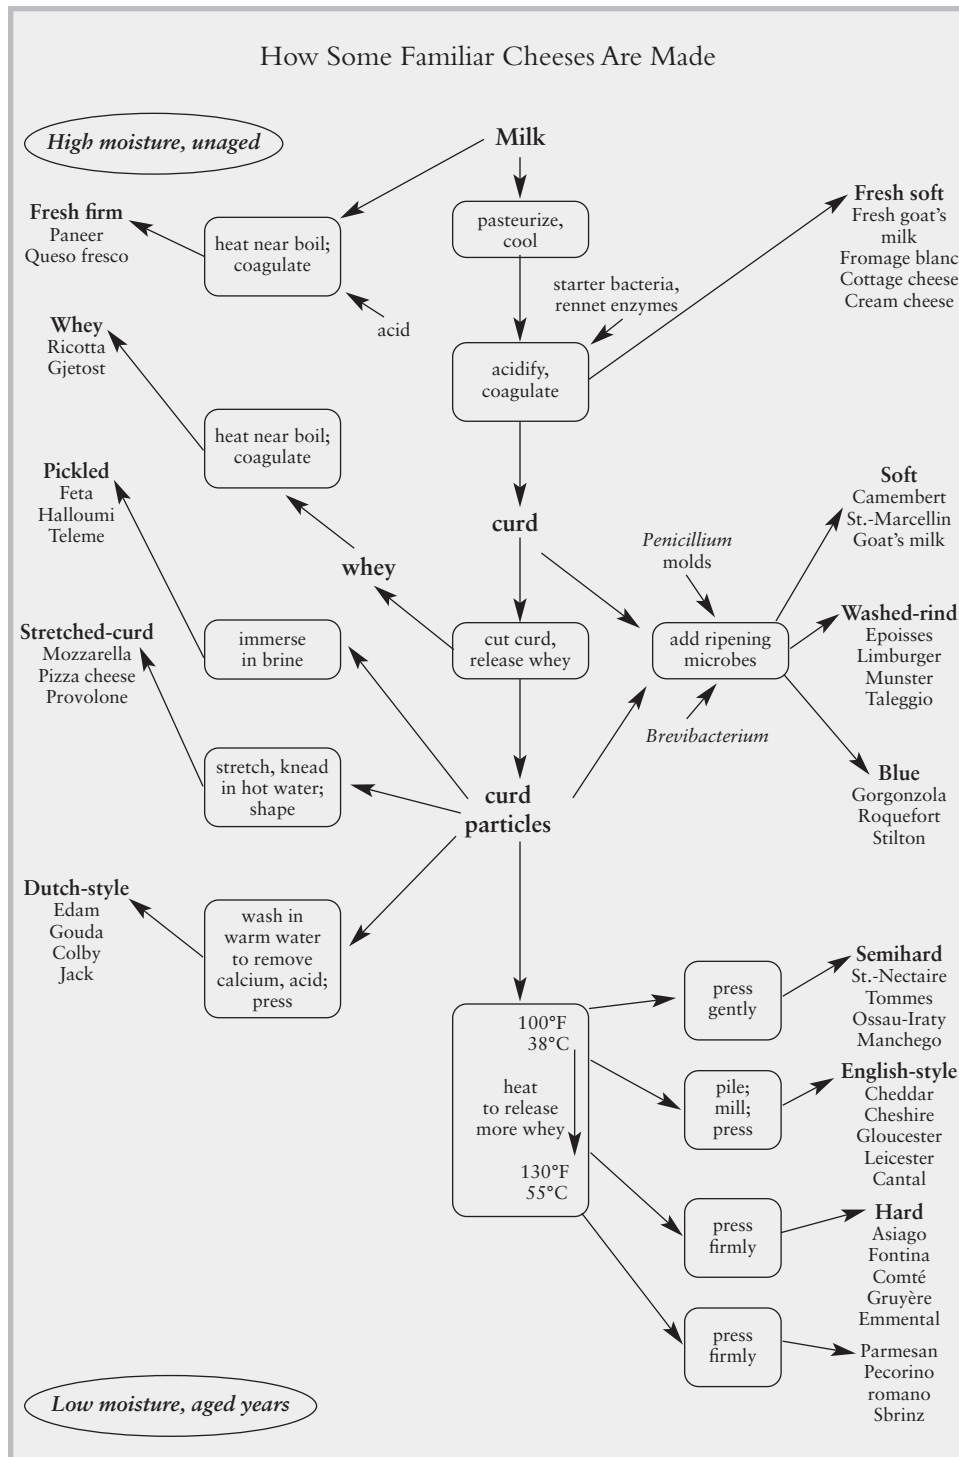 How Some Familiar Cheeses Are Made
High moisture, unaged
Milk
Fresh firm
Paneer
Queso fresco
heat near boil;
coagulate
acid
pasteurize,
cool
starter bacteria,
rennet enzymes
acidify,
coagulate
Fresh soft
Fresh goat's
milk
Fromage blanc
Cottage cheese
Cream cheese
Whey
Ricotta
Gjetost
heat near boil;
coagulate
whey
curd
Pickled
Feta
Halloumi
Teleme
immerse
in brine
cut curd,
release whey
Penicillium
molds
add ripening
microbes
Brevibacterium
Soft
Camembert
St.-Marcellin
Goat's milk
Washed-rind
Epoisses
Limburger
Munster
Taleggio
Blue
Gorgonzola
Roquefort
Stilton
Stretched-curd
Mozzarella
Pizza cheese
Provolone
stretch, knead
in hot water;
shape
curd
particles
Dutch-style
Edam
Gouda
Colby
Jack
wash in
warm water
to remove
calcium, acid;
press
100°F
38°C
heat
to release
more whey
130°F
55°C
press
gently
Semihard
St.-Nectaire
Tommes
Ossau-Iraty
Manchego
pile;
mill;
press
English-style
Cheddar
Cheshire
Gloucester
Leicester
Cantal
press
firmly
Hard
Asiago
Fontina
Comté
Gruyère
Emmental
press
firmly
Parmesan
Pecorino
romano
Sbrinz
Low moisture, aged years